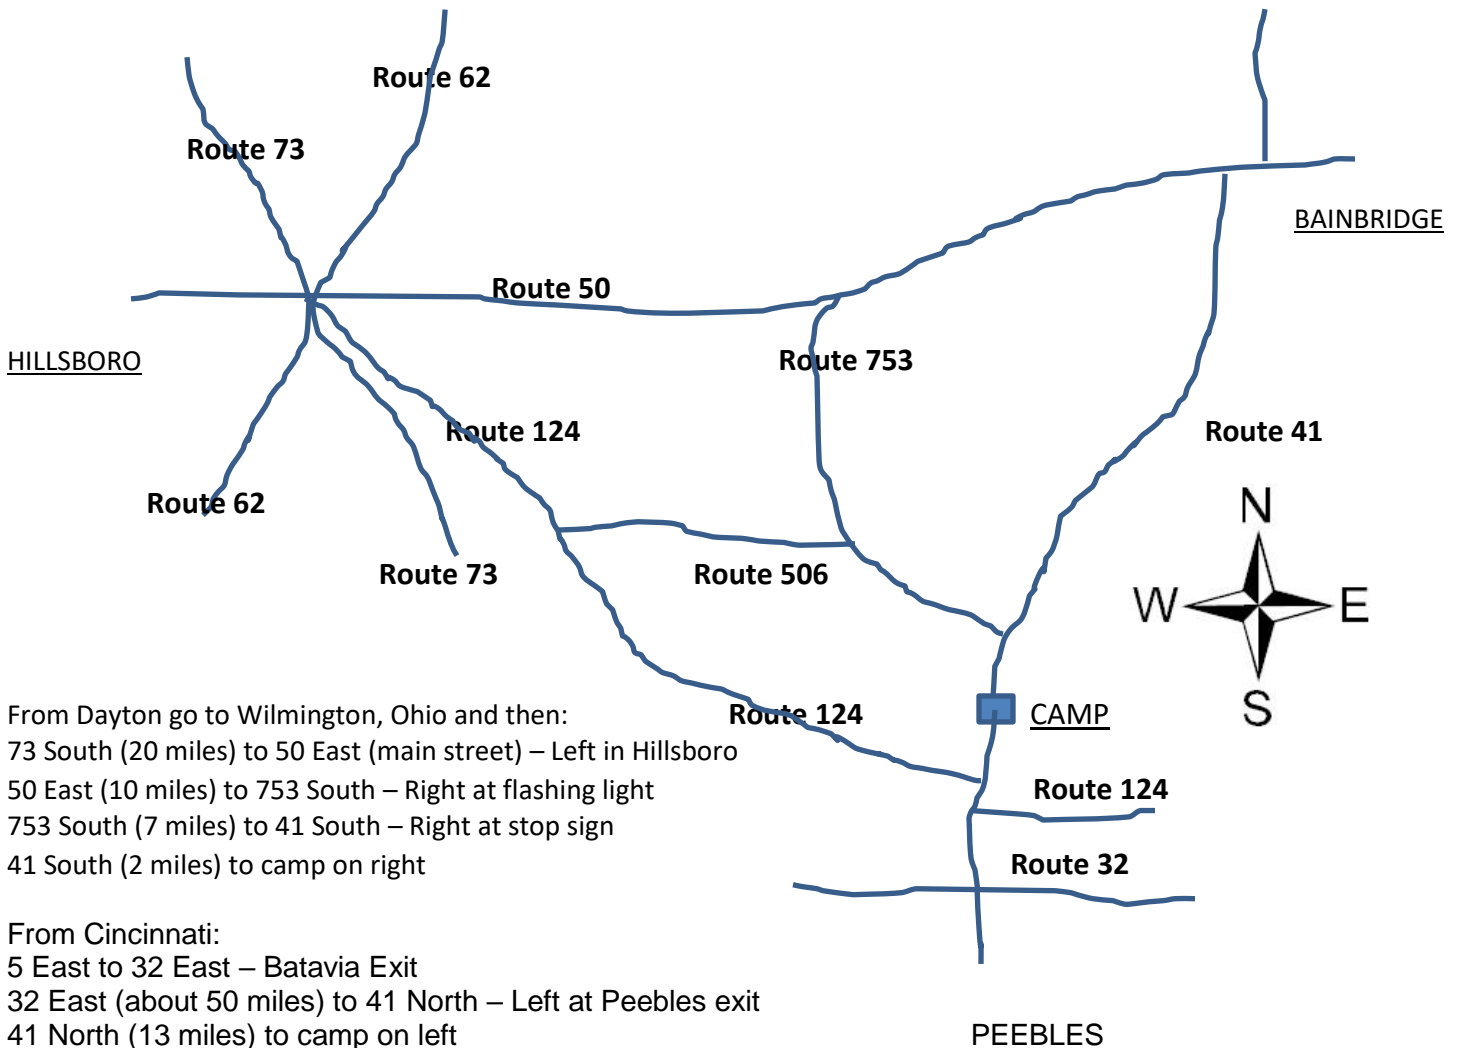 Route 62
Route 73
BAINBRIDGE
Route 50
HILLSBORO
Route 753
Route 124
Route 41
Route 62
N
Route 73
Route 506
W
E
S
Route 124
CAMP
Route 124
Route 32
From Dayton go to Wilmington, Ohio and then:
73 South (20 miles) to 50 East (main street) – Left in Hillsboro
50 East (10 miles) to 753 South – Right at flashing light
753 South (7 miles) to 41 South – Right at stop sign
41 South (2 miles) to camp on right
From Cincinnati:
5 East to 32 East – Batavia Exit
32 East (about 50 miles) to 41 North – Left at Peebles exit
41 North (13 miles) to camp on left
PEEBLES